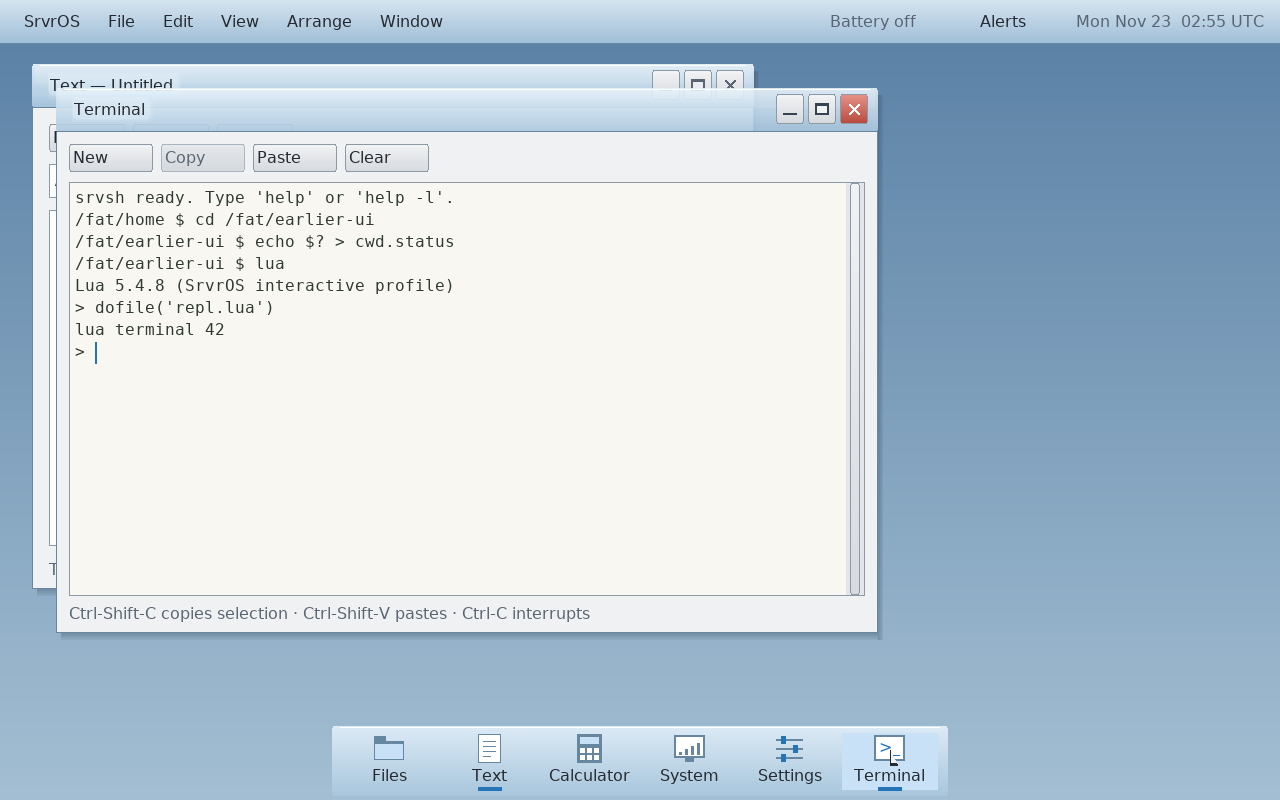 SrvrOS File Edit View Arrange Window Battery off Alerts Mon Nov 23 02:55 UTC
Text — Untitled
Terminal
New Copy Paste Clear
srvsh ready. Type 'help' or 'help -l'.
/fat/home $ cd /fat/earlier-ui
/fat/earlier-ui $ echo $? > cwd.status
/fat/earlier-ui $ lua
Lua 5.4.8 (SrvrOS interactive profile)
> dofile('repl.lua')
lua terminal 42
>
Ctrl-Shift-C copies selection · Ctrl-Shift-V pastes · Ctrl-C interrupts
Files Text Calculator System Settings Terminal